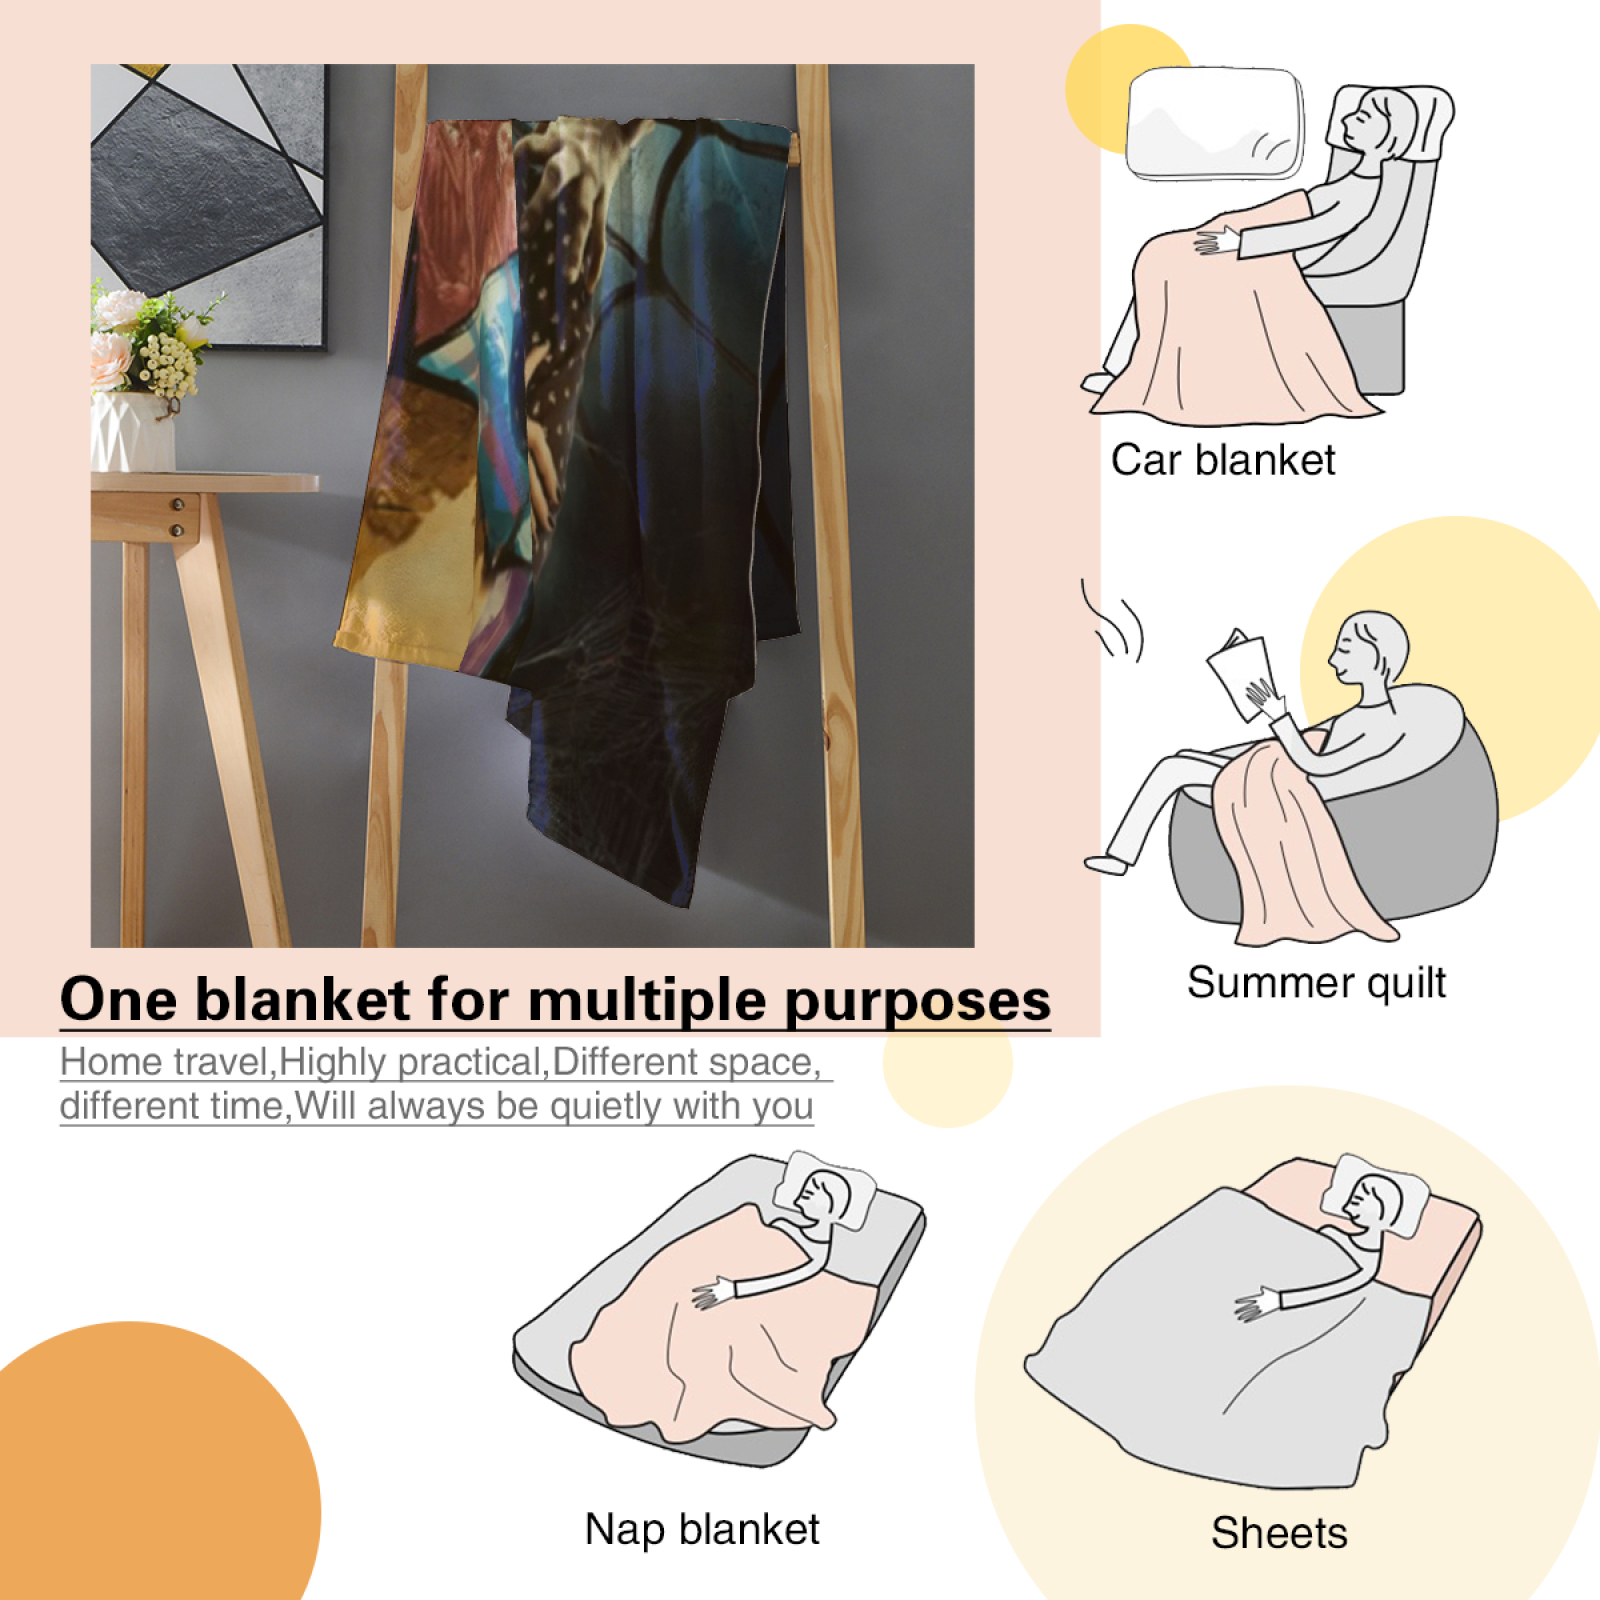 Car blanket
Summer quilt
One blanket for multiple purposes
Home travel,Highly practical,Different space,
different time,Will always be quietly with you
Nap blanket
Sheets